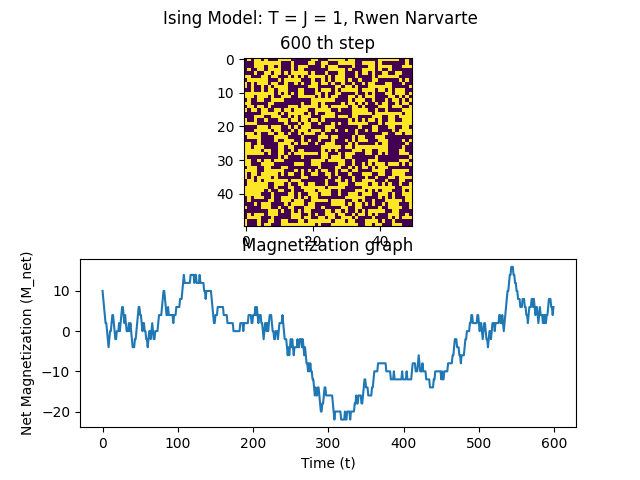 Ising Model: T = J = 1, Rwen Narvarte
600 th step
0
10
20
30
40
0 20 40
Magnetization graph
Net Magnetization (M_net)
10
0
−10
−20
0 100 200 300 400 500 600
Time (t)